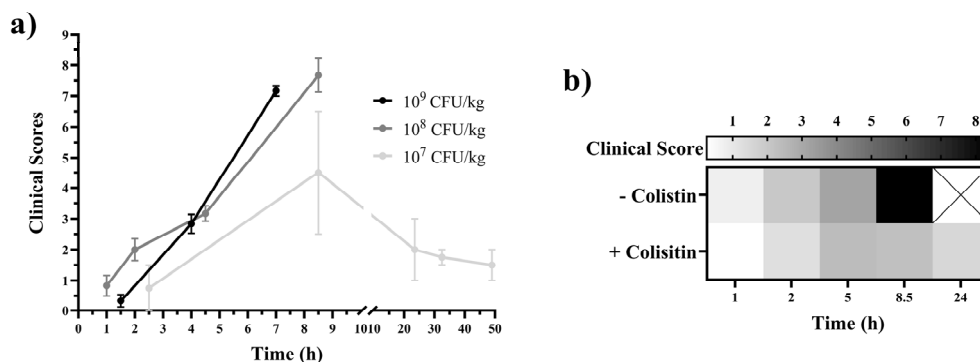 a)
Clinical Scores
9
8
7
6
5
4
3
2
1
0
0 1 2 3 4 5 6 7 8 9 10 10 20 30 40 50
Time (h)
10⁹ CFU/kg
10⁸ CFU/kg
10⁷ CFU/kg
b)
1 2 3 4 5 6 7 8
Clinical Score
- Colistin
+ Colisitin
1 2 5 8.5 24
Time (h)